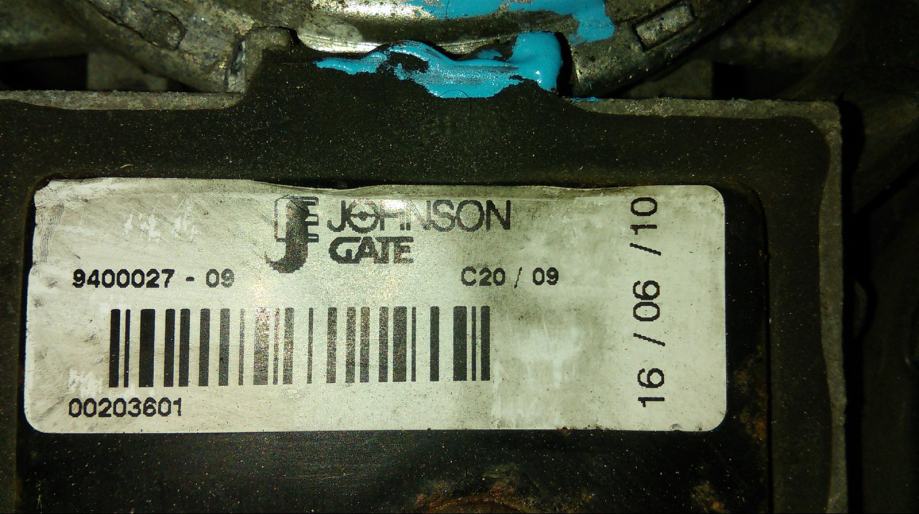 JOHNSON
GATE
9400027 - 09
C20 / 09
00203601
16 /06 /10